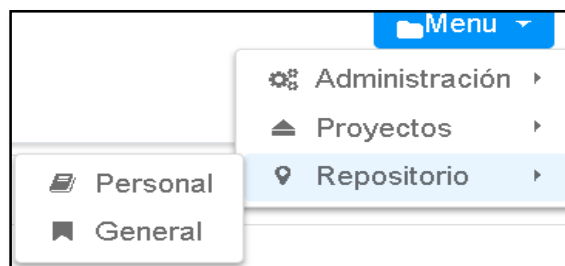 Menu
Administración
Proyectos
Repositorio
Personal
General